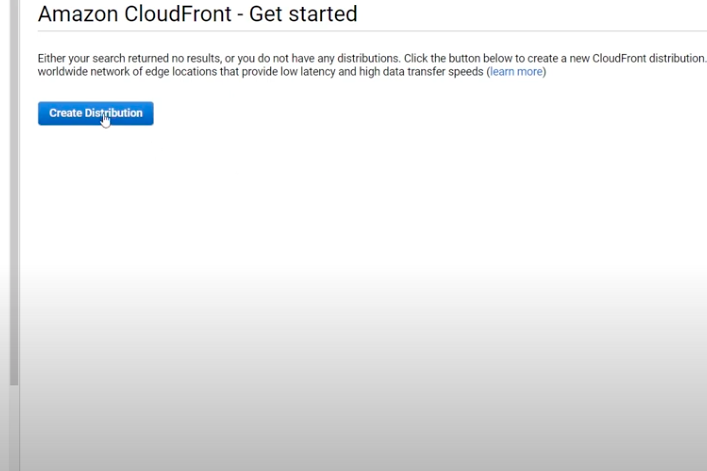 Amazon CloudFront - Get started
Either your search returned no results, or you do not have any distributions. Click the button below to create a new CloudFront distribution.
worldwide network of edge locations that provide low latency and high data transfer speeds (learn more)
Create Distribution